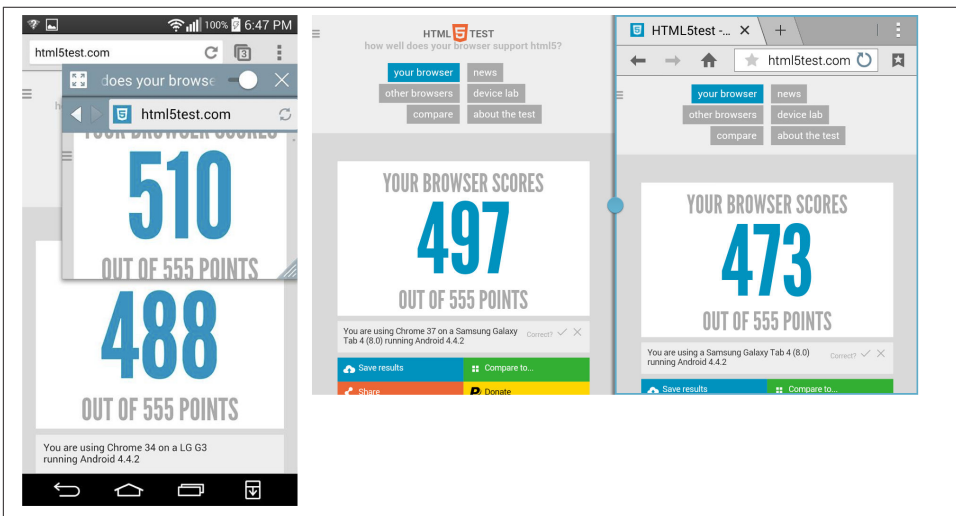 100% 6:47 PM
html5test.com
3
does your browse
html5test.com
YOUR BROWSER SCORES
510
OUT OF 555 POINTS
488
OUT OF 555 POINTS
You are using Chrome 34 on a LG G3
running Android 4.4.2
HTML 5 TEST
how well does your browser support html5?
your browser news
other browsers device lab
compare about the test
YOUR BROWSER SCORES
497
OUT OF 555 POINTS
You are using Chrome 37 on a Samsung Galaxy
Tab 4 (8.0) running Android 4.4.2
Correct?
Save results Compare to...
Share Donate
HTML5test -...
html5test.com
your browser news
other browsers device lab
compare about the test
YOUR BROWSER SCORES
473
OUT OF 555 POINTS
You are using a Samsung Galaxy Tab 4 (8.0)
running Android 4.4.2
Correct?
Save results Compare to...